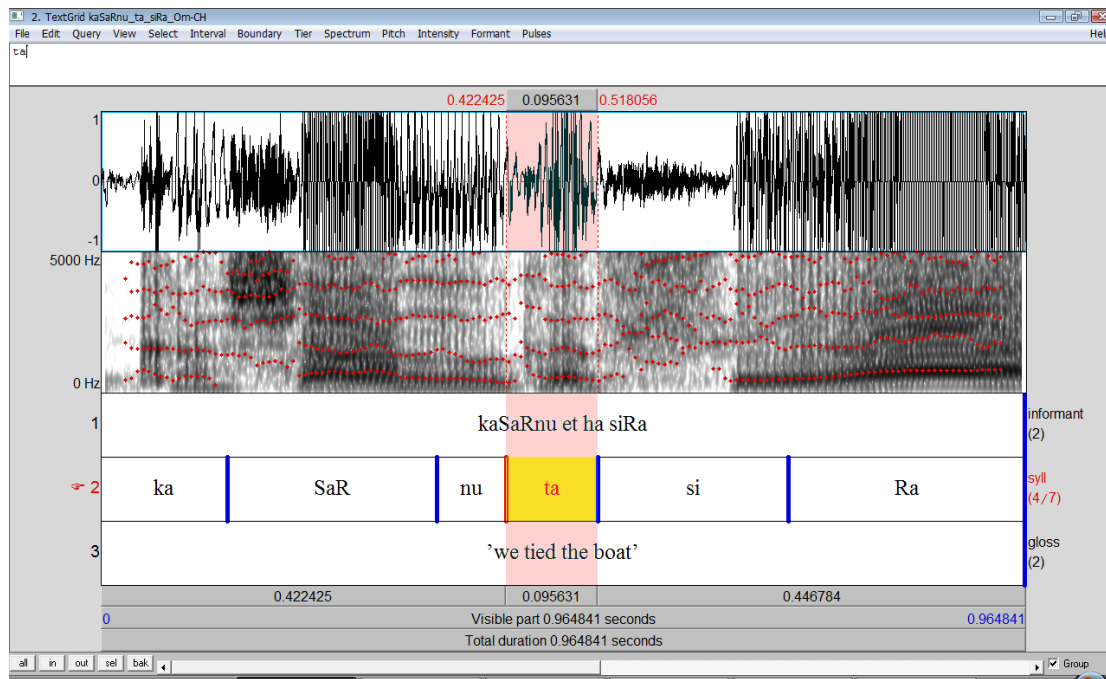 2. TextGrid kaSaRnu_ta_siRa_Om-CH
File Edit Query View Select Interval Boundary Tier Spectrum Pitch Intensity Formant Pulses Hel
ta
0.422425 0.095631 0.518056
1
0
-1
5000 Hz
0 Hz
1 kaSaRnu et ha siRa informant
(2)
2 ka SaR nu ta si Ra syll
(4/7)
3 'we tied the boat’ gloss
(2)
0.422425 0.095631 0.446784
0 Visible part 0.964841 seconds 0.964841
Total duration 0.964841 seconds
all in out sel bak Group